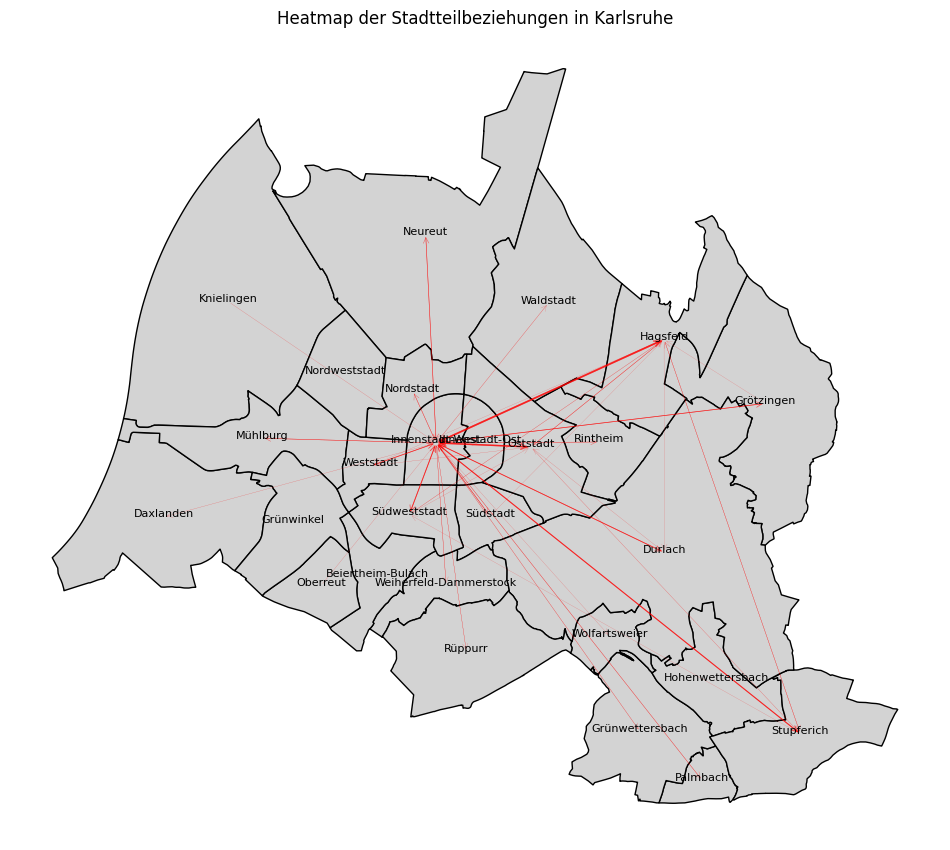 Heatmap der Stadtteilbeziehungen in Karlsruhe
Neureut
Knielingen
Waldstadt
Hagsfeld
Nordweststadt
Nordstadt
Grötzingen
Mühlburg
Innenstadt-West
Innenstadt-Ost
Oststadt
Rintheim
Weststadt
Daxlanden
Grünwinkel
Südweststadt
Südstadt
Durlach
Beiertheim-Bulach
Oberreut
Weiherfeld-Dammerstock
Wolfartsweier
Rüppurr
Hohenwettersbach
Grünwettersbach
Stupferich
Palmbach